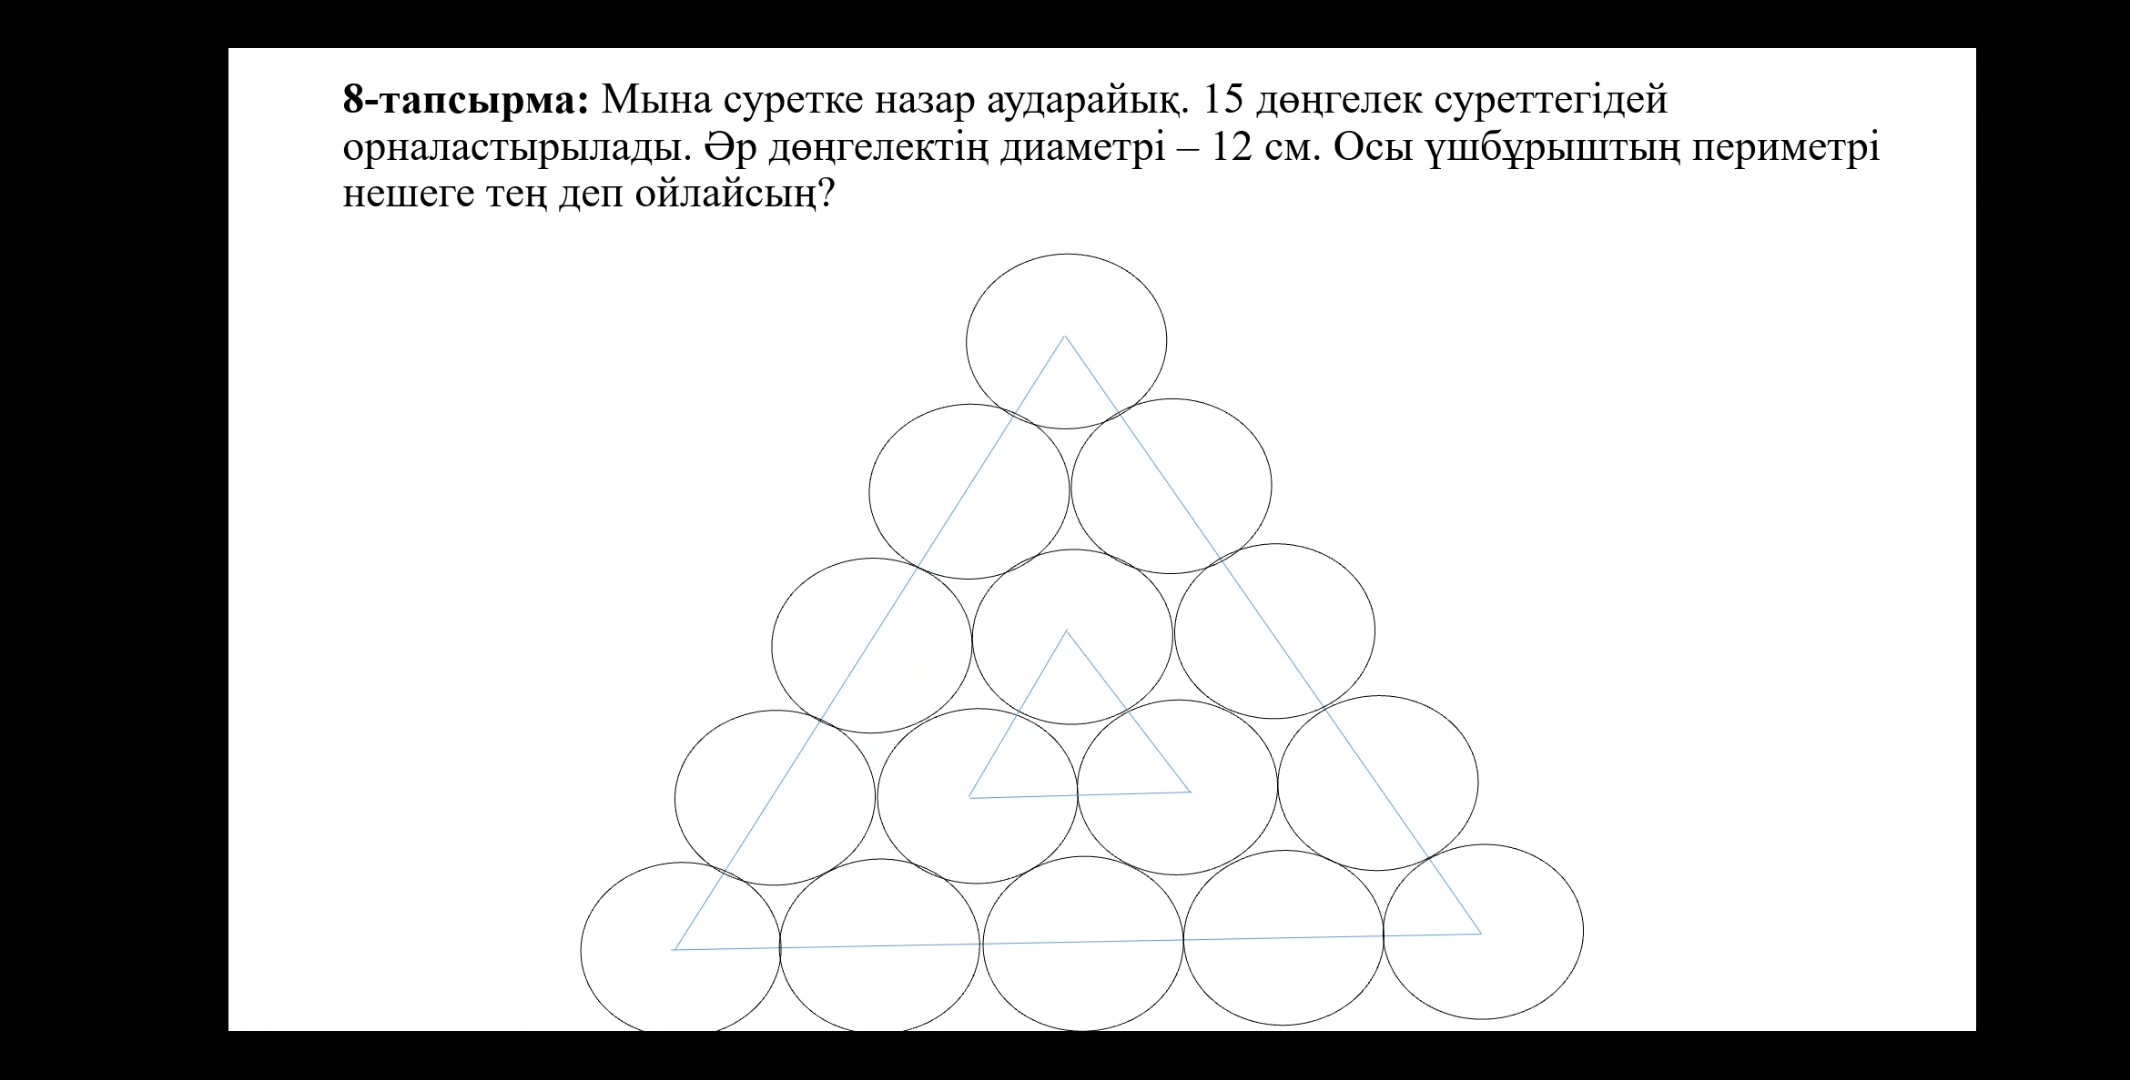 8-тапсырма: Мына суретке назар аударайық. 15 дөңгелек суреттегідей
орналастырылады. Әр дөңгелектің диаметрі – 12 см. Осы үшбұрыштың периметрі
нешеге тең деп ойлайсың?